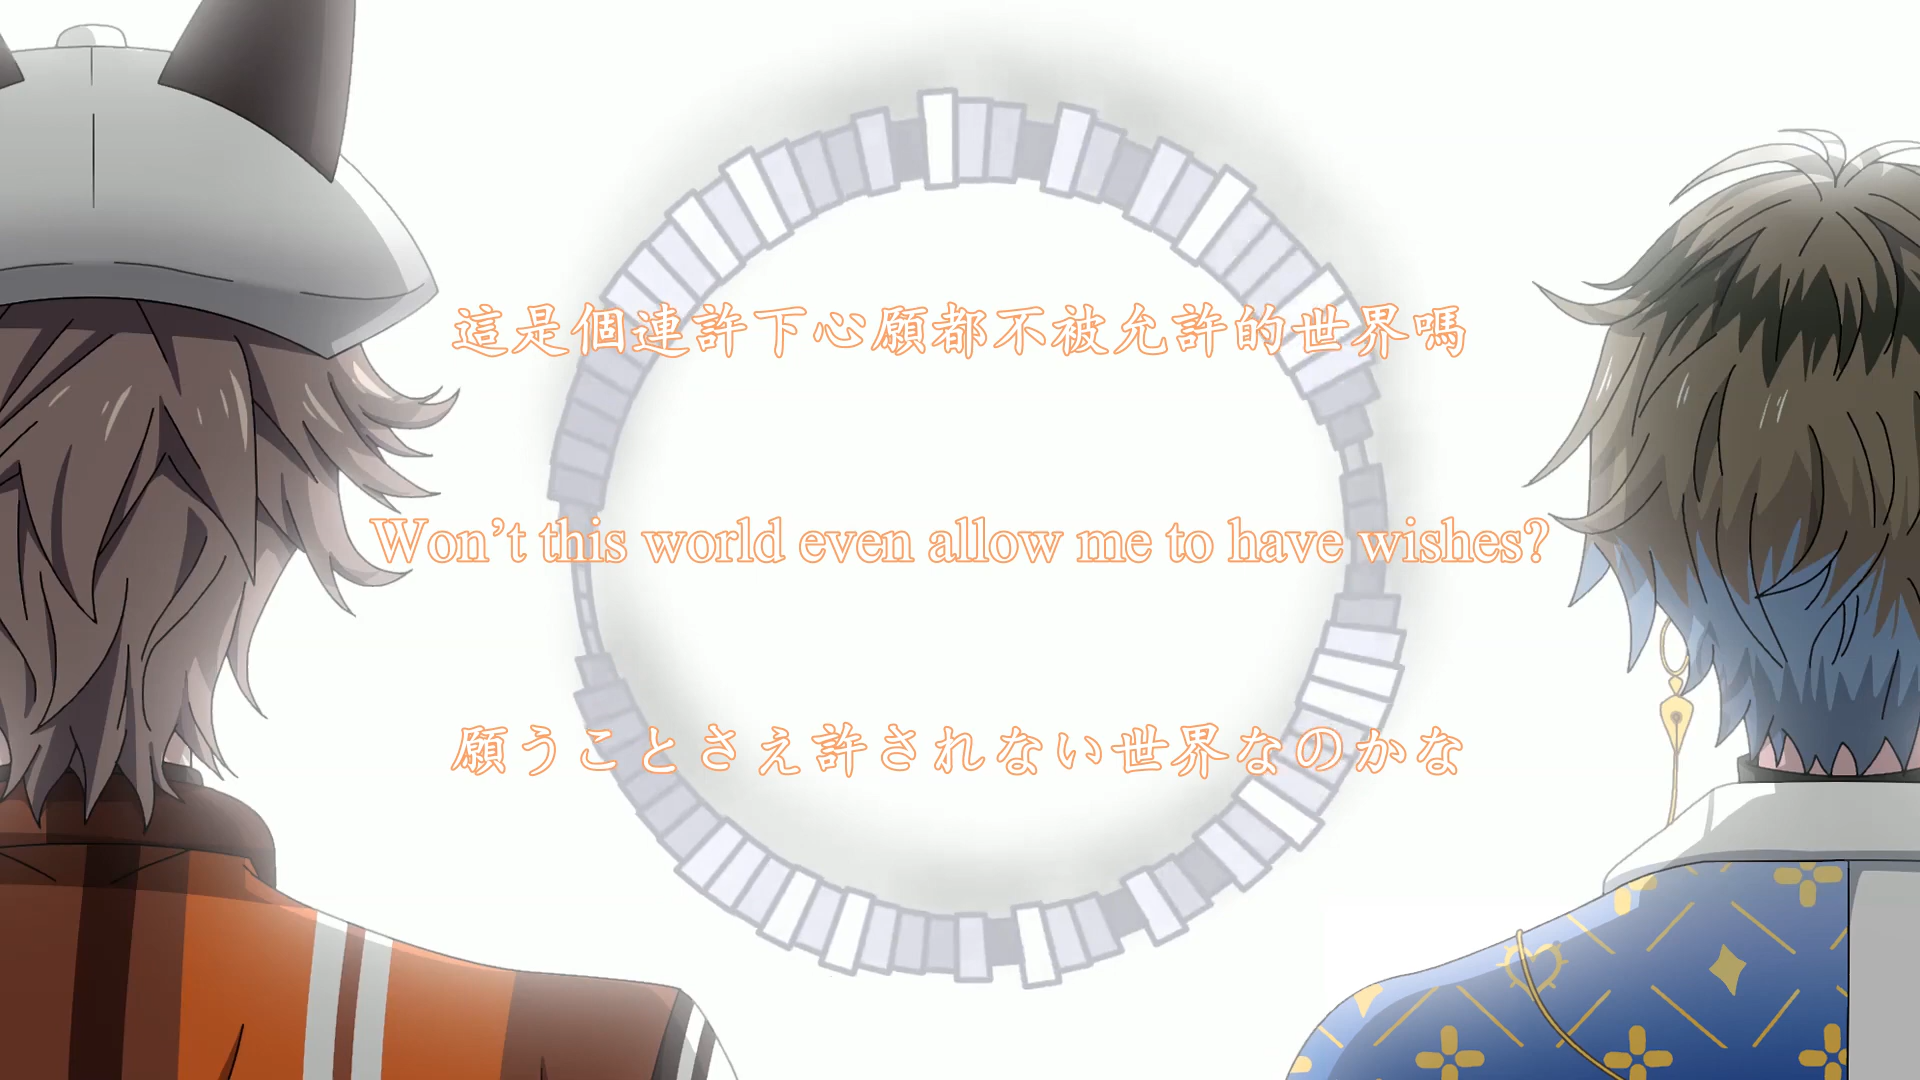 這是個連許下心願都不被允許的世界嗎
Won't this world even allow me to have wishes?
願うことさえ許されない世界なのかな